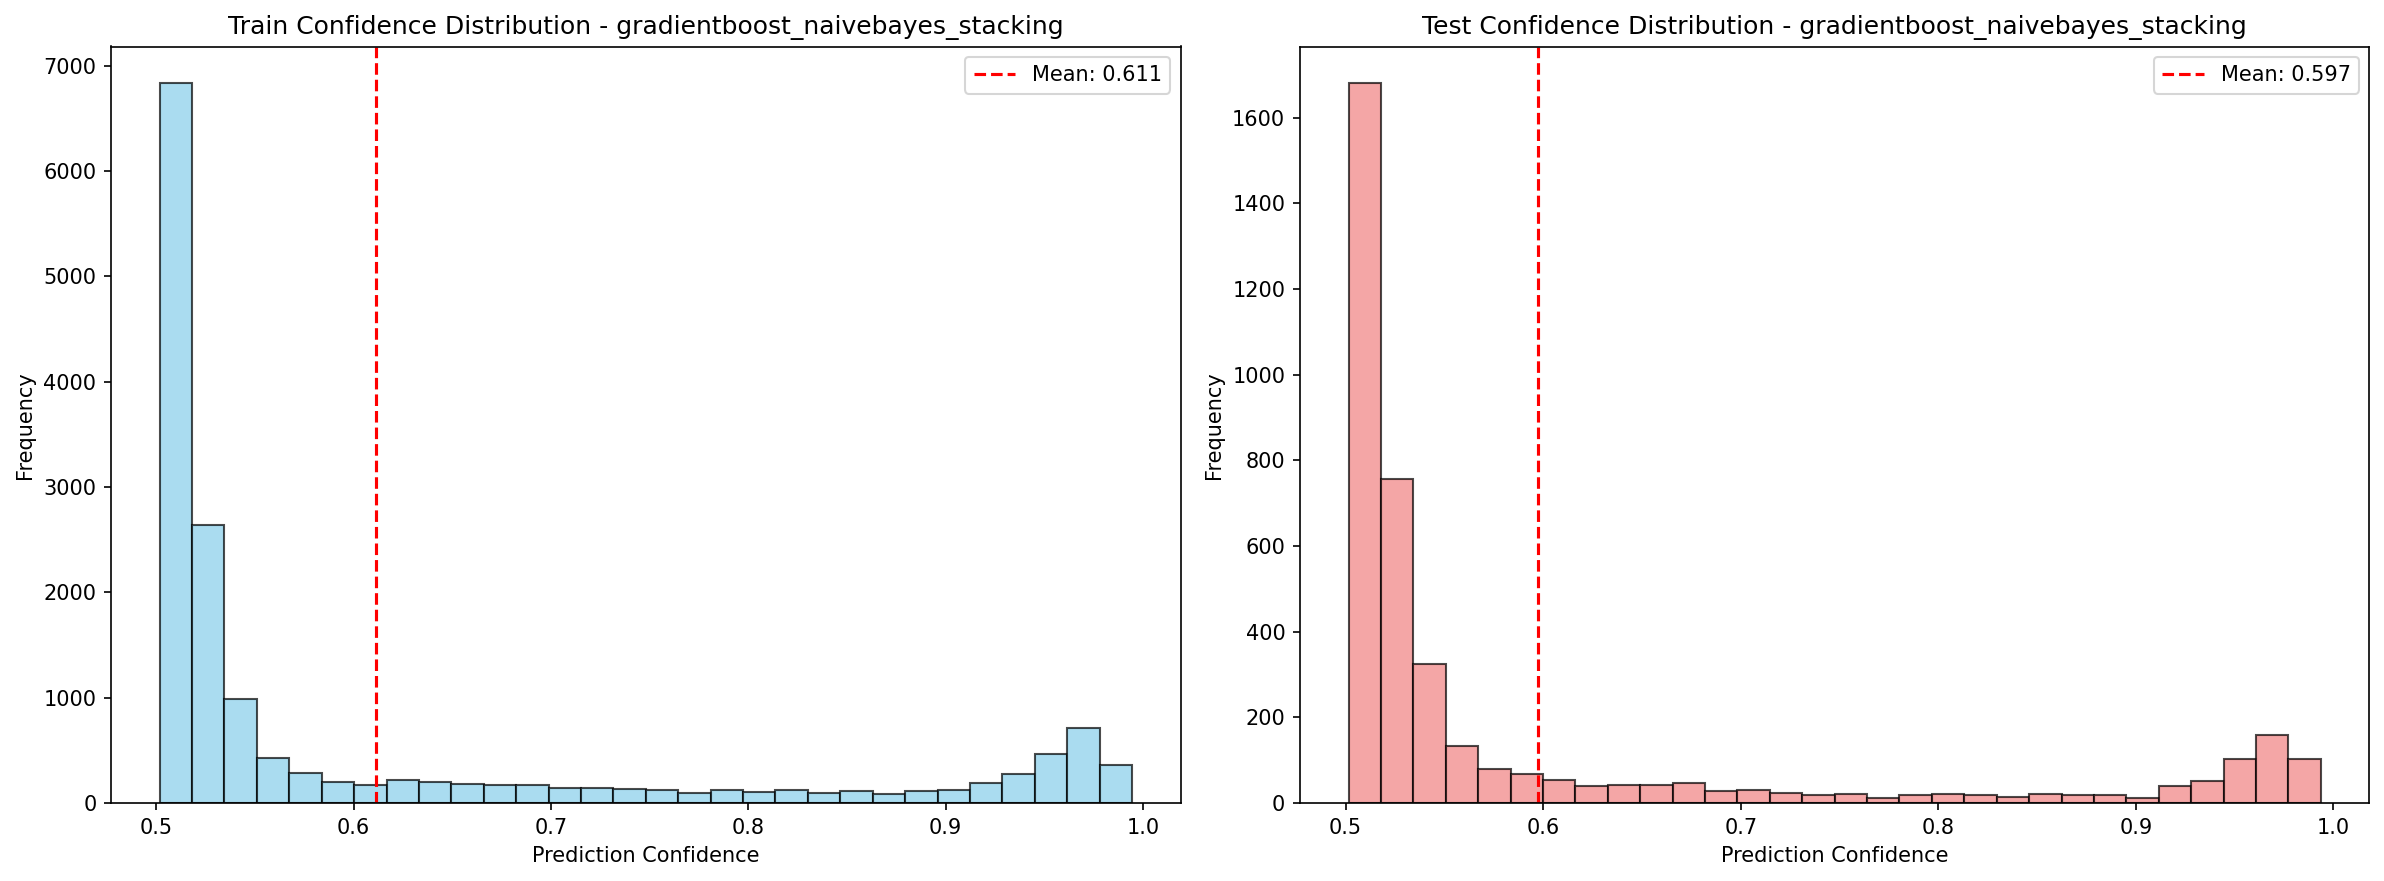 Train Confidence Distribution - gradientboost_naivebayes_stacking
Mean: 0.611
Frequency
7000
6000
5000
4000
3000
2000
1000
0
0.5 0.6 0.7 0.8 0.9 1.0
Prediction Confidence
Test Confidence Distribution - gradientboost_naivebayes_stacking
Mean: 0.597
Frequency
1600
1400
1200
1000
800
600
400
200
0
0.5 0.6 0.7 0.8 0.9 1.0
Prediction Confidence